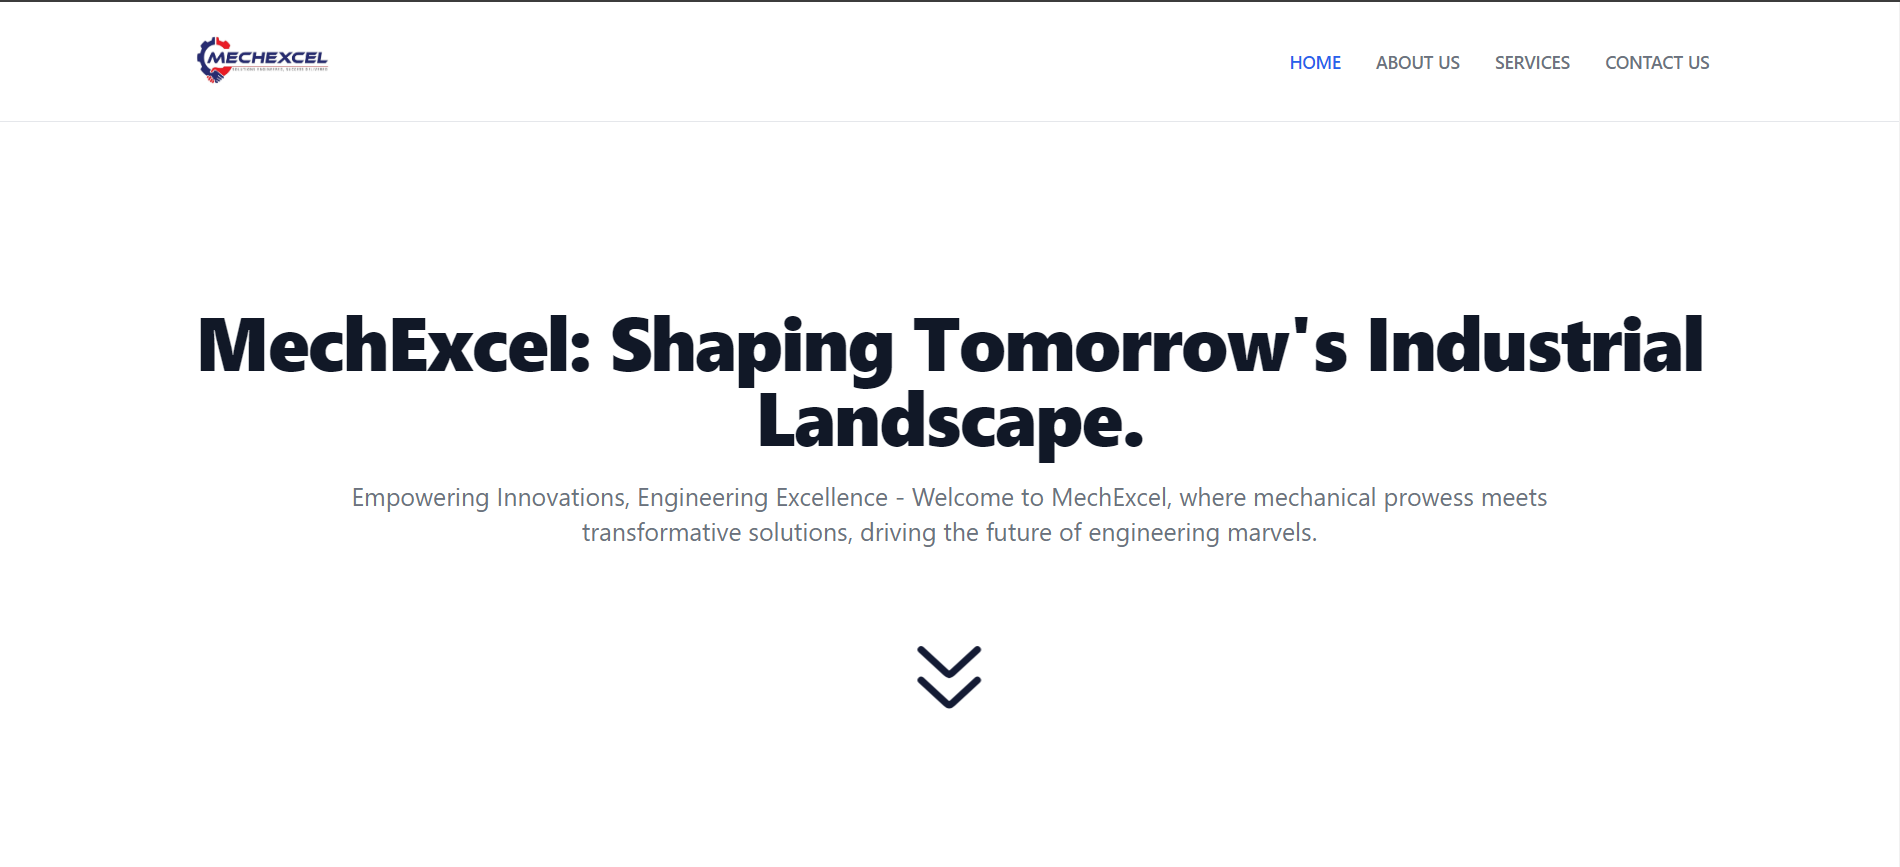 MECHEXCEL
HOME ABOUT US SERVICES CONTACT US
MechExcel: Shaping Tomorrow's Industrial
Landscape.
Empowering Innovations, Engineering Excellence - Welcome to MechExcel, where mechanical prowess meets
transformative solutions, driving the future of engineering marvels.